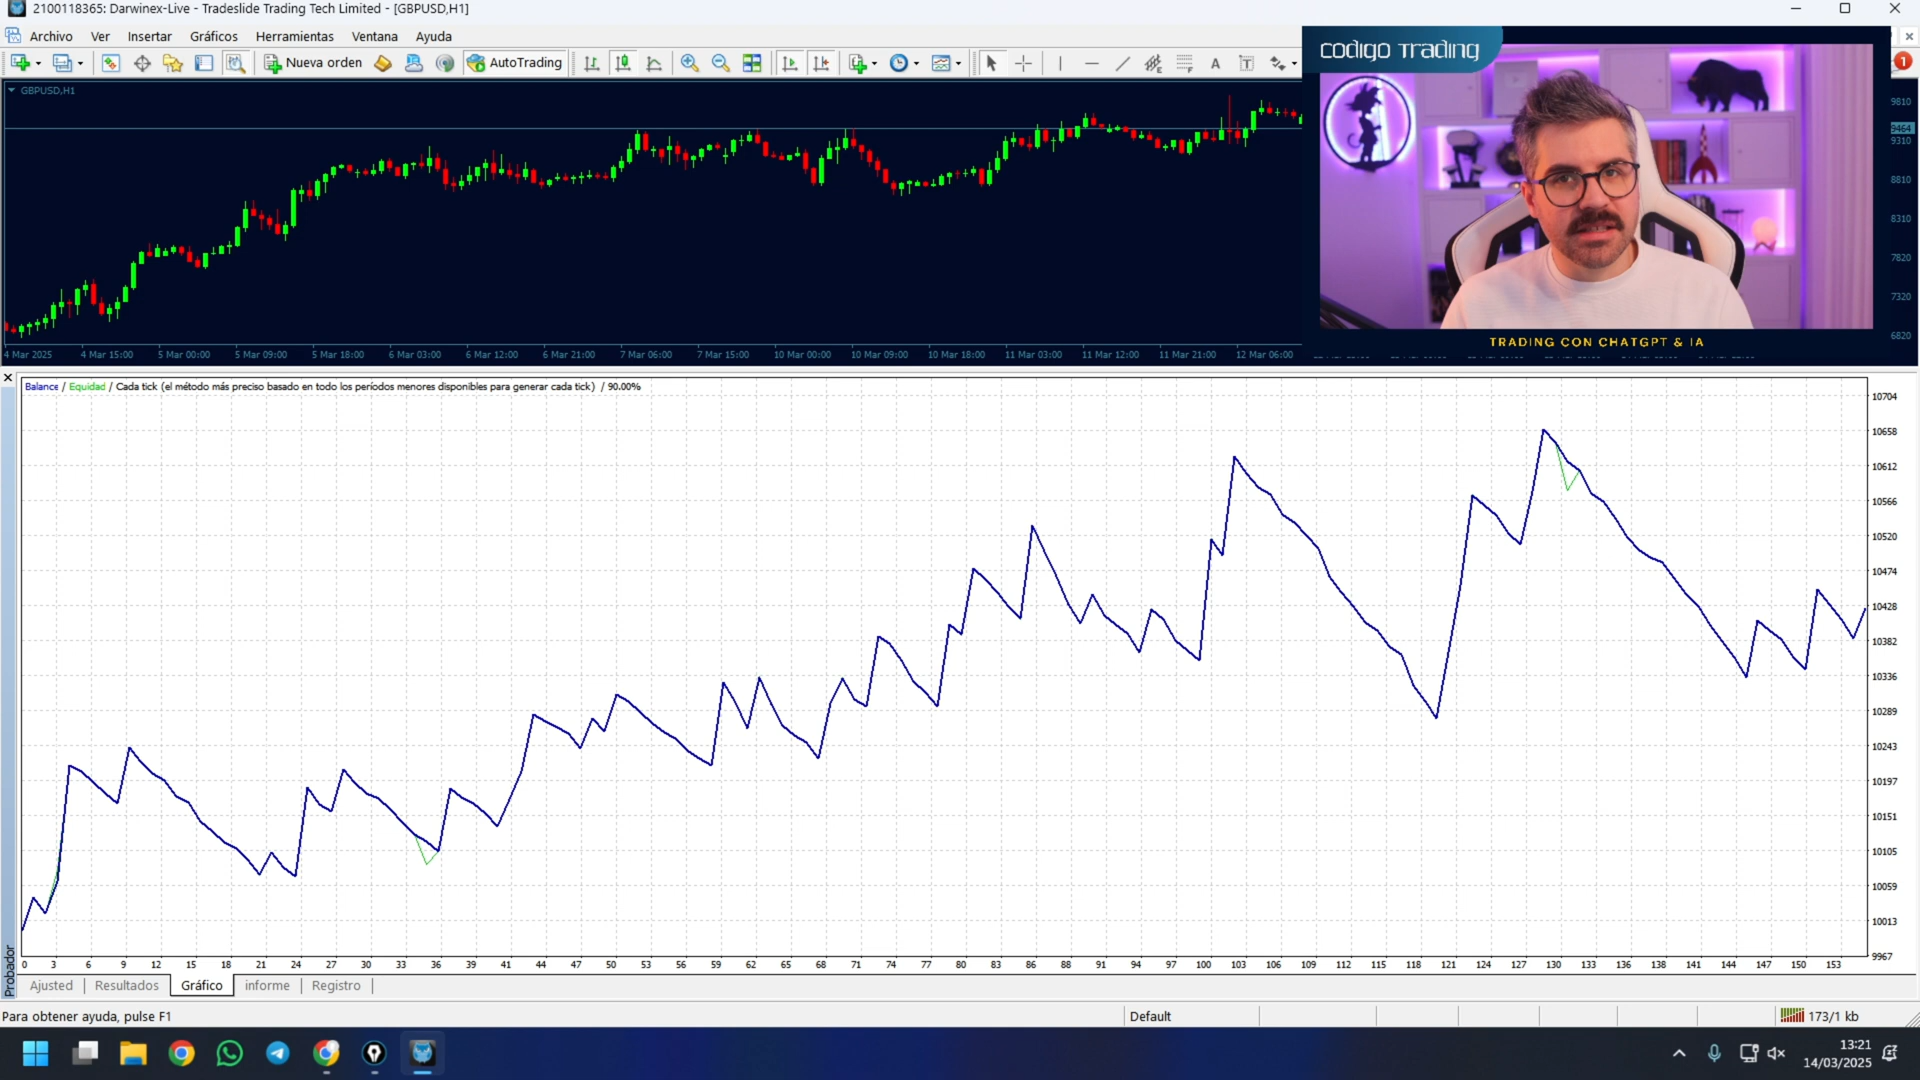 2100118365: Darwinex-Live - Tradeslide Trading Tech Limited - [GBPUSD,H1]
Archivo Ver Insertar Gráficos Herramientas Ventana Ayuda
Nueva orden AutoTrading
A T
1
codigo Trading
GBPUSD,H1
9810
9464
9310
8810
8310
7820
7320
6820
4 Mar 2025 4 Mar 15:00 5 Mar 00:00 5 Mar 09:00 5 Mar 18:00 6 Mar 03:00 6 Mar 12:00 6 Mar 21:00 7 Mar 06:00 7 Mar 15:00 10 Mar 00:00 10 Mar 09:00 10 Mar 18:00 11 Mar 03:00 11 Mar 12:00 11 Mar 21:00 12 Mar 06:00
TRADING CON CHATGPT & IA
Balance / Equidad / Cada tick (el método más preciso basado en todo los períodos menores disponibles para generar cada tick) / 90.00%
10704
10658
10612
10566
10520
10474
10428
10382
10336
10289
10243
10197
10151
10105
10059
10013
9967
0 3 6 9 12 15 18 21 24 27 30 33 36 39 41 44 47 50 53 56 59 62 65 68 71 74 77 80 83 86 88 91 94 97 100 103 106 109 112 115 118 121 124 127 130 133 136 138 141 144 147 150 153
Probador
Ajusted Resultados Gráfico informe Registro
Para obtener ayuda, pulse F1
Default
173/1 kb
13:21
14/03/2025